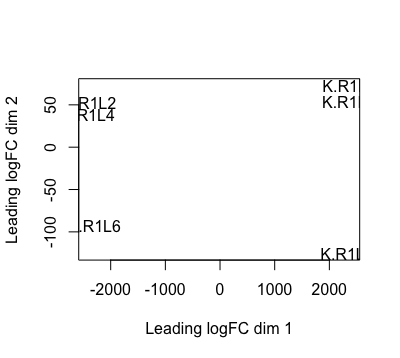 K.R1
R1L2 K.R1
R1L4
.R1L6
K.R1L
50
0
-50
-100
Leading logFC dim 2
-2000 -1000 0 1000 2000
Leading logFC dim 1